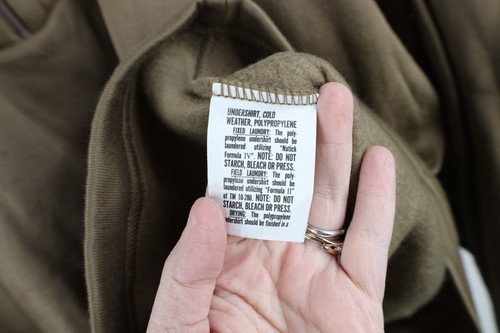 UNDERSHIRT, COLD
WEATHER, POLYPROPYLENE
FIXED LAUNDRY: The poly-
propylene undershirt should be
laundered utilizing "Natick
Formula IV". NOTE: DO NOT
STARCH, BLEACH OR PRESS.
FIELD LAUNDRY: The poly-
propylene undershirt should be
laundered utilizing "Formula II"
of TM 10-280. NOTE: DO NOT
STARCH, BLEACH OR PRESS.
DRYING: The polypropylene
undershirt should be finished in a